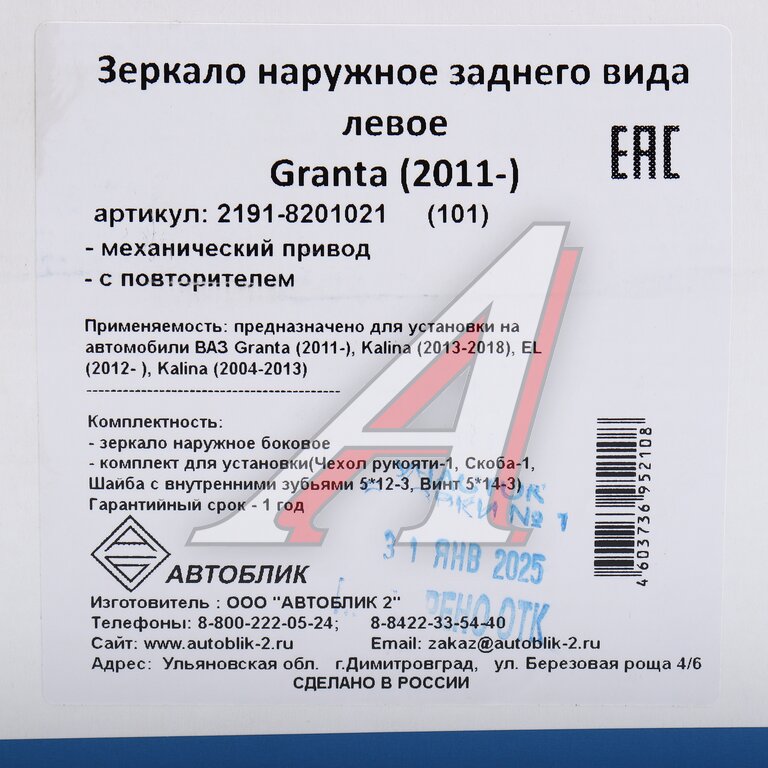 Зеркало наружное заднего вида
левое
Granta (2011-)
EAC
артикул: 2191-8201021 (101)
- механический привод
- с повторителем
Применяемость: предназначено для установки на
автомобили ВАЗ Granta (2011-), Kalina (2013-2018), EL
(2012- ), Kalina (2004-2013)
Комплектность:
- зеркало наружное боковое
- комплект для установки(Чехол рукояти-1, Скоба-1,
Шайба с внутренними зубьями 5*12-3, Винт 5*14-3)
Гарантийный срок - 1 год
№ 1
31 ЯНВ 2025
ОТК
4603736952108
АВТОБЛИК
Изготовитель : ООО "АВТОБЛИК 2"
Телефоны: 8-800-222-05-24; 8-8422-33-54-40
Сайт: www.autoblik-2.ru Email: zakaz@autoblik-2.ru
Адрес: Ульяновская обл. г.Димитровград, ул. Березовая роща 4/6
СДЕЛАНО В РОССИИ